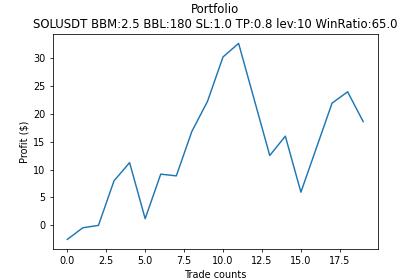 Portfolio
SOLUSDT BBM:2.5 BBL:180 SL:1.0 TP:0.8 lev:10 WinRatio:65.0
Profit ($)
30
25
20
15
10
5
0
0.0 2.5 5.0 7.5 10.0 12.5 15.0 17.5
Trade counts